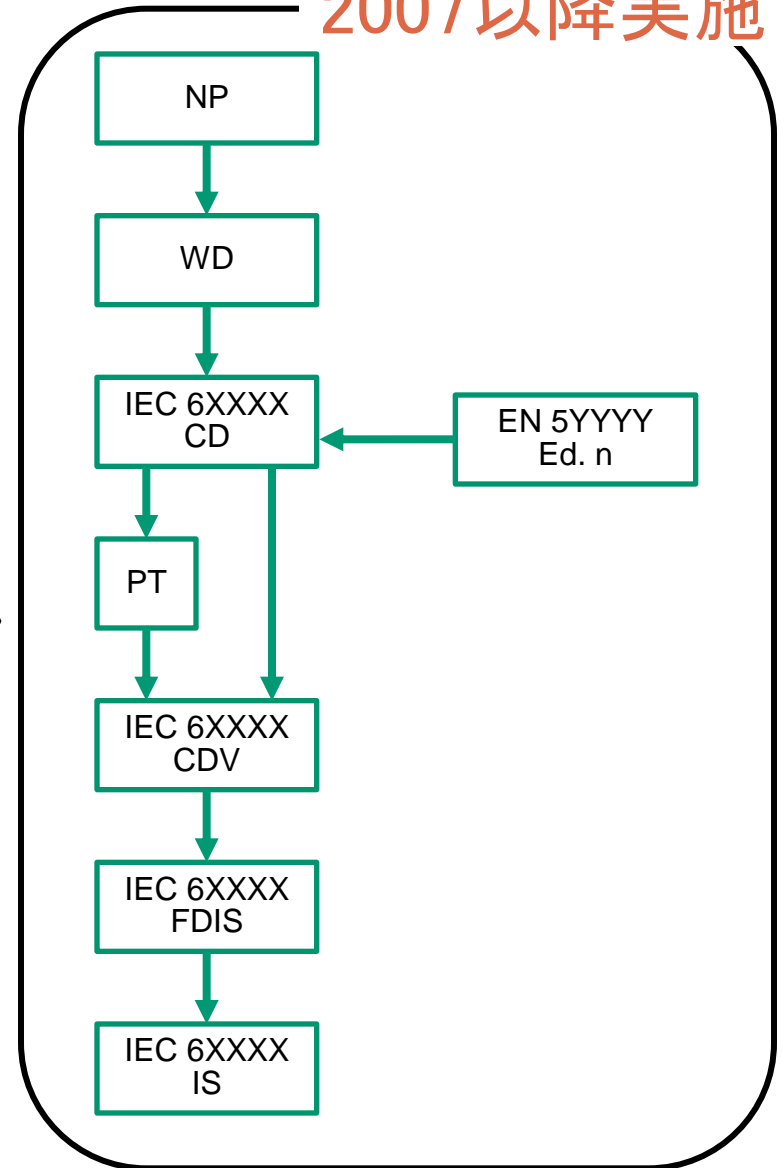 2007以降実施
NP
WD
IEC 6XXXX
CD
EN 5YYYY
Ed. n
PT
IEC 6XXXX
CDV
IEC 6XXXX
FDIS
IEC 6XXXX
IS